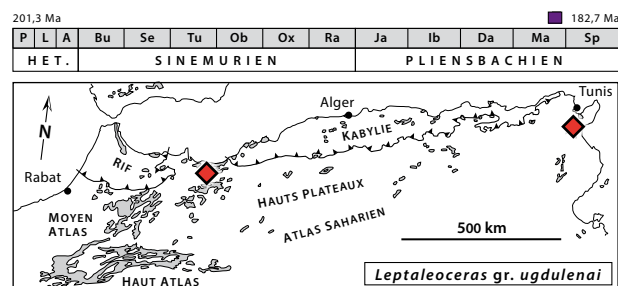 201,3 Ma 182,7 Ma
P L A Bu Se Tu Ob Ox Ra Ja Ib Da Ma Sp
HET. SINEMURIEN PLIENSBACHIEN
Tunis
Alger
KABYLIE
N
RIF
Rabat
HAUTS PLATEAUX
MOYEN
ATLAS
ATLAS SAHARIEN
500 km
HAUT ATLAS
Leptaleoceras gr. ugdulenai